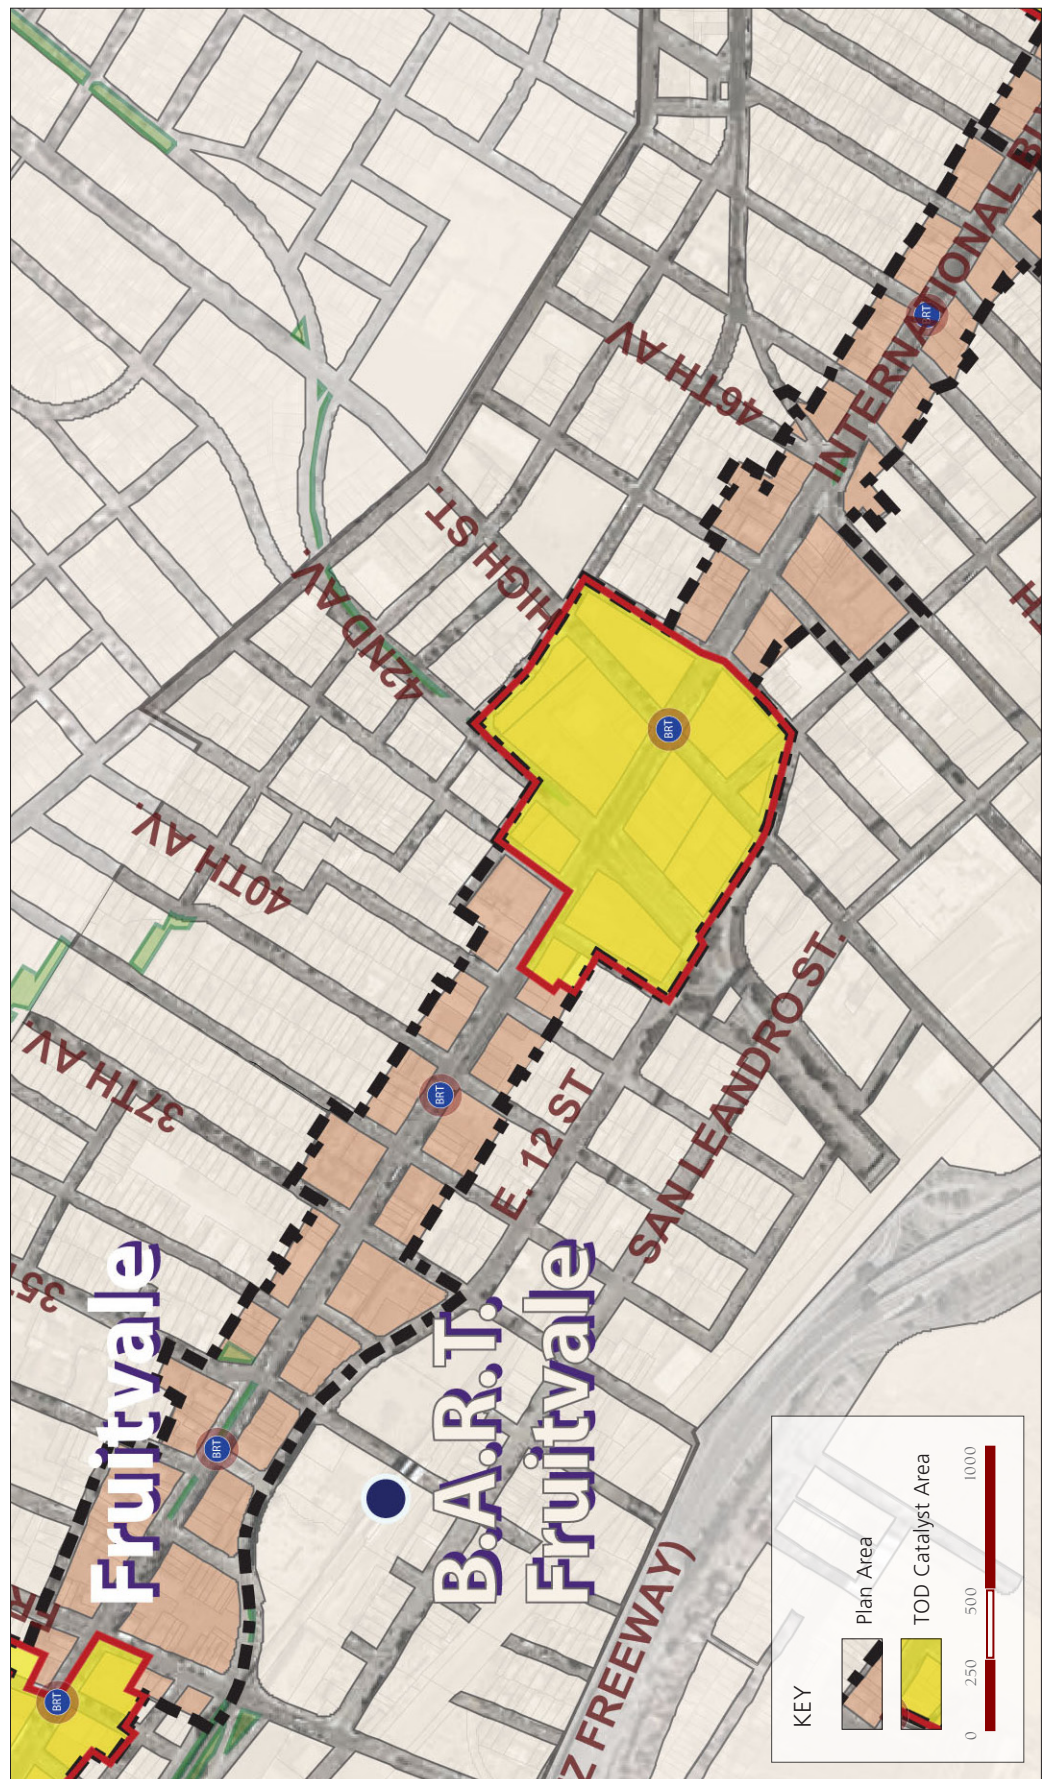 Fruitvale
B.A.R.T.
Fruitvale
35
37TH AV.
40TH AV.
42ND AV.
HIGH ST.
46TH AV
INTERNATIONAL BL
E. 12 ST
SAN LEANDRO ST.
Z FREEWAY)
FR
H
BRT
BRT
BRT
BRT
BRT
KEY
Plan Area
TOD Catalyst Area
0 250 500 1000